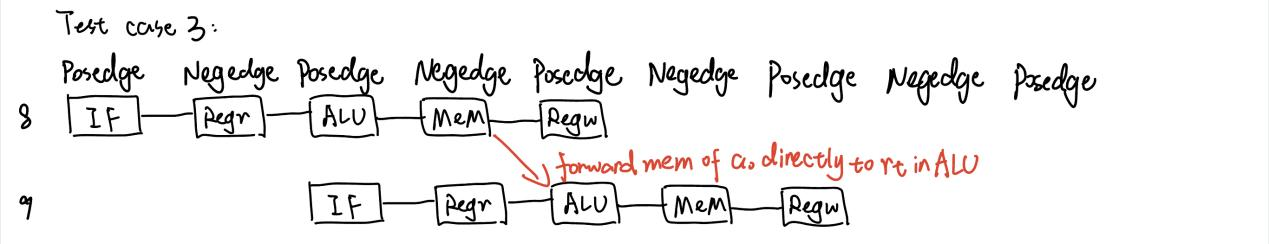 Test case 3:
Posedge Negedge Posedge Negedge Posedge Negedge Posedge Negedge Posedge
8 IF Regr ALU MeM Regw
forward mem of a0 directly to rt in ALU
9 IF Regr ALU MeM Regw